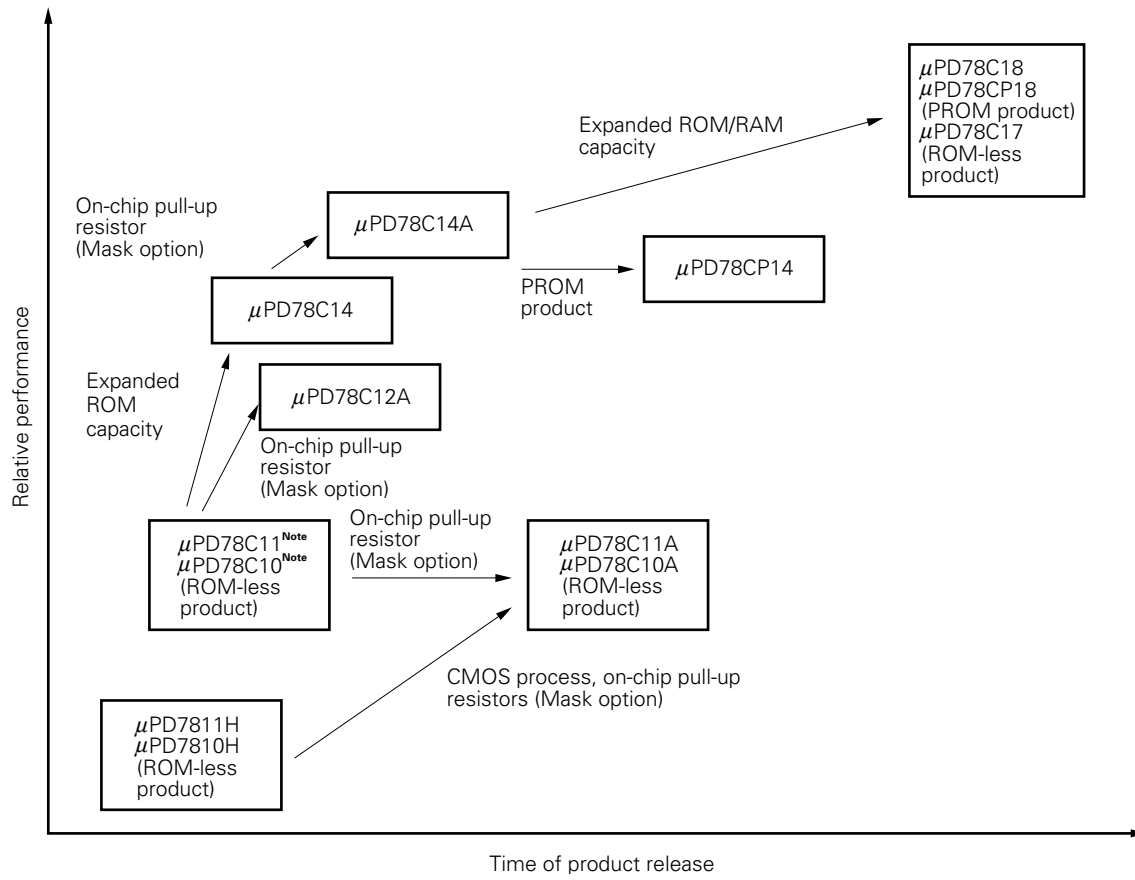 μPD78C18
μPD78CP18
(PROM product)
μPD78C17
(ROM-less
product)
Expanded ROM/RAM
capacity
On-chip pull-up
resistor
(Mask option)
μPD78C14A
μPD78CP14
PROM
product
μPD78C14
Expanded
ROM
capacity
μPD78C12A
On-chip pull-up
resistor
(Mask option)
Relative performance
μPD78C11Note
μPD78C10Note
(ROM-less
product)
On-chip pull-up
resistor
(Mask option)
μPD78C11A
μPD78C10A
(ROM-less
product)
CMOS process, on-chip pull-up
resistors (Mask option)
μPD7811H
μPD7810H
(ROM-less
product)
Time of product release